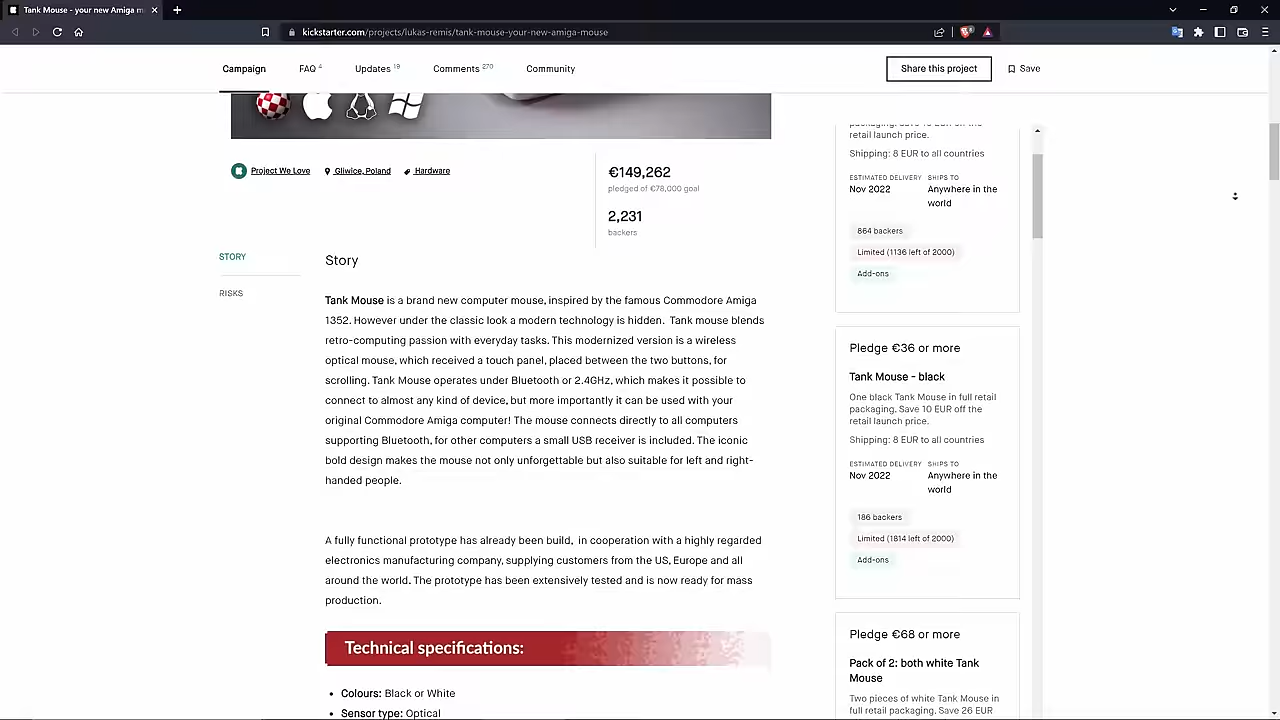 Tank Mouse - your new Amiga m
kickstarter.com/projects/lukas-remis/tank-mouse-your-new-amiga-mouse
Campaign
FAQ 4
Updates 19
Comments 270
Community
Share this project
Save
Project We Love
Gliwice, Poland
Hardware
€149,262
pledged of €78,000 goal
2,231
backers
STORY
RISKS
Story
Tank Mouse is a brand new computer mouse, inspired by the famous Commodore Amiga
1352. However under the classic look a modern technology is hidden. Tank mouse blends
retro-computing passion with everyday tasks. This modernized version is a wireless
optical mouse, which received a touch panel, placed between the two buttons, for
scrolling. Tank Mouse operates under Bluetooth or 2.4GHz, which makes it possible to
connect to almost any kind of device, but more importantly it can be used with your
original Commodore Amiga computer! The mouse connects directly to all computers
supporting Bluetooth, for other computers a small USB receiver is included. The iconic
bold design makes the mouse not only unforgettable but also suitable for left and right-
handed people.
A fully functional prototype has already been build, in cooperation with a highly regarded
electronics manufacturing company, supplying customers from the US, Europe and all
around the world. The prototype has been extensively tested and is now ready for mass
production.
Technical specifications:
• Colours: Black or White
• Sensor type: Optical
packaging. Save 10 EUR off the
retail launch price.
Shipping: 8 EUR to all countries
ESTIMATED DELIVERY SHIPS TO
Nov 2022 Anywhere in the
world
864 backers
Limited (1136 left of 2000)
Add-ons
Pledge €36 or more
Tank Mouse - black
One black Tank Mouse in full retail
packaging. Save 10 EUR off the
retail launch price.
Shipping: 8 EUR to all countries
ESTIMATED DELIVERY SHIPS TO
Nov 2022 Anywhere in the
world
186 backers
Limited (1814 left of 2000)
Add-ons
Pledge €68 or more
Pack of 2: both white Tank
Mouse
Two pieces of white Tank Mouse in
full retail packaging. Save 26 EUR